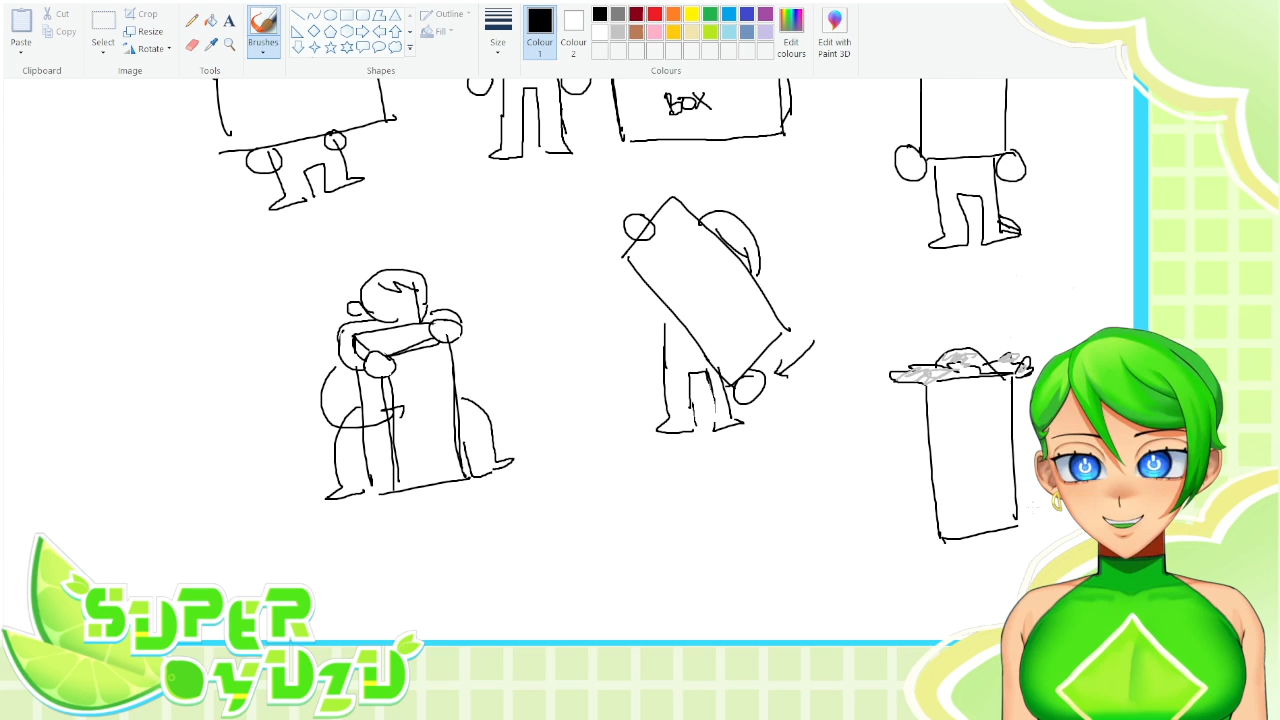 Paste
Cut
Copy
Clipboard
Select
Crop
Resize
Rotate
Image
A
Tools
Brushes
Shapes
Outline
Fill
Size
Colour
1
Colour
2
Colours
Edit
colours
Edit with
Paint 3D
BOX
SUPER
OYUZU